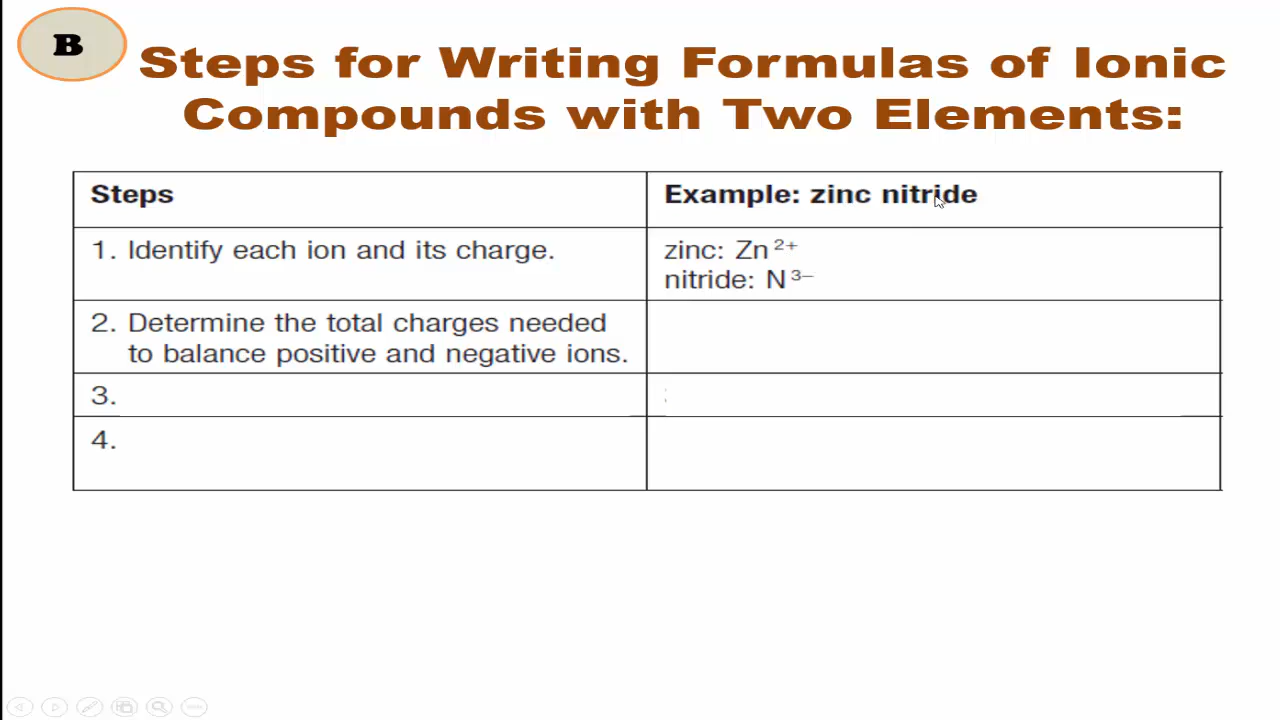 B
Steps for Writing Formulas of Ionic
Compounds with Two Elements:
Steps
Example: zinc nitride
1. Identify each ion and its charge.
zinc: Zn²⁺
nitride: N³⁻
2. Determine the total charges needed
to balance positive and negative ions.
3.
4.